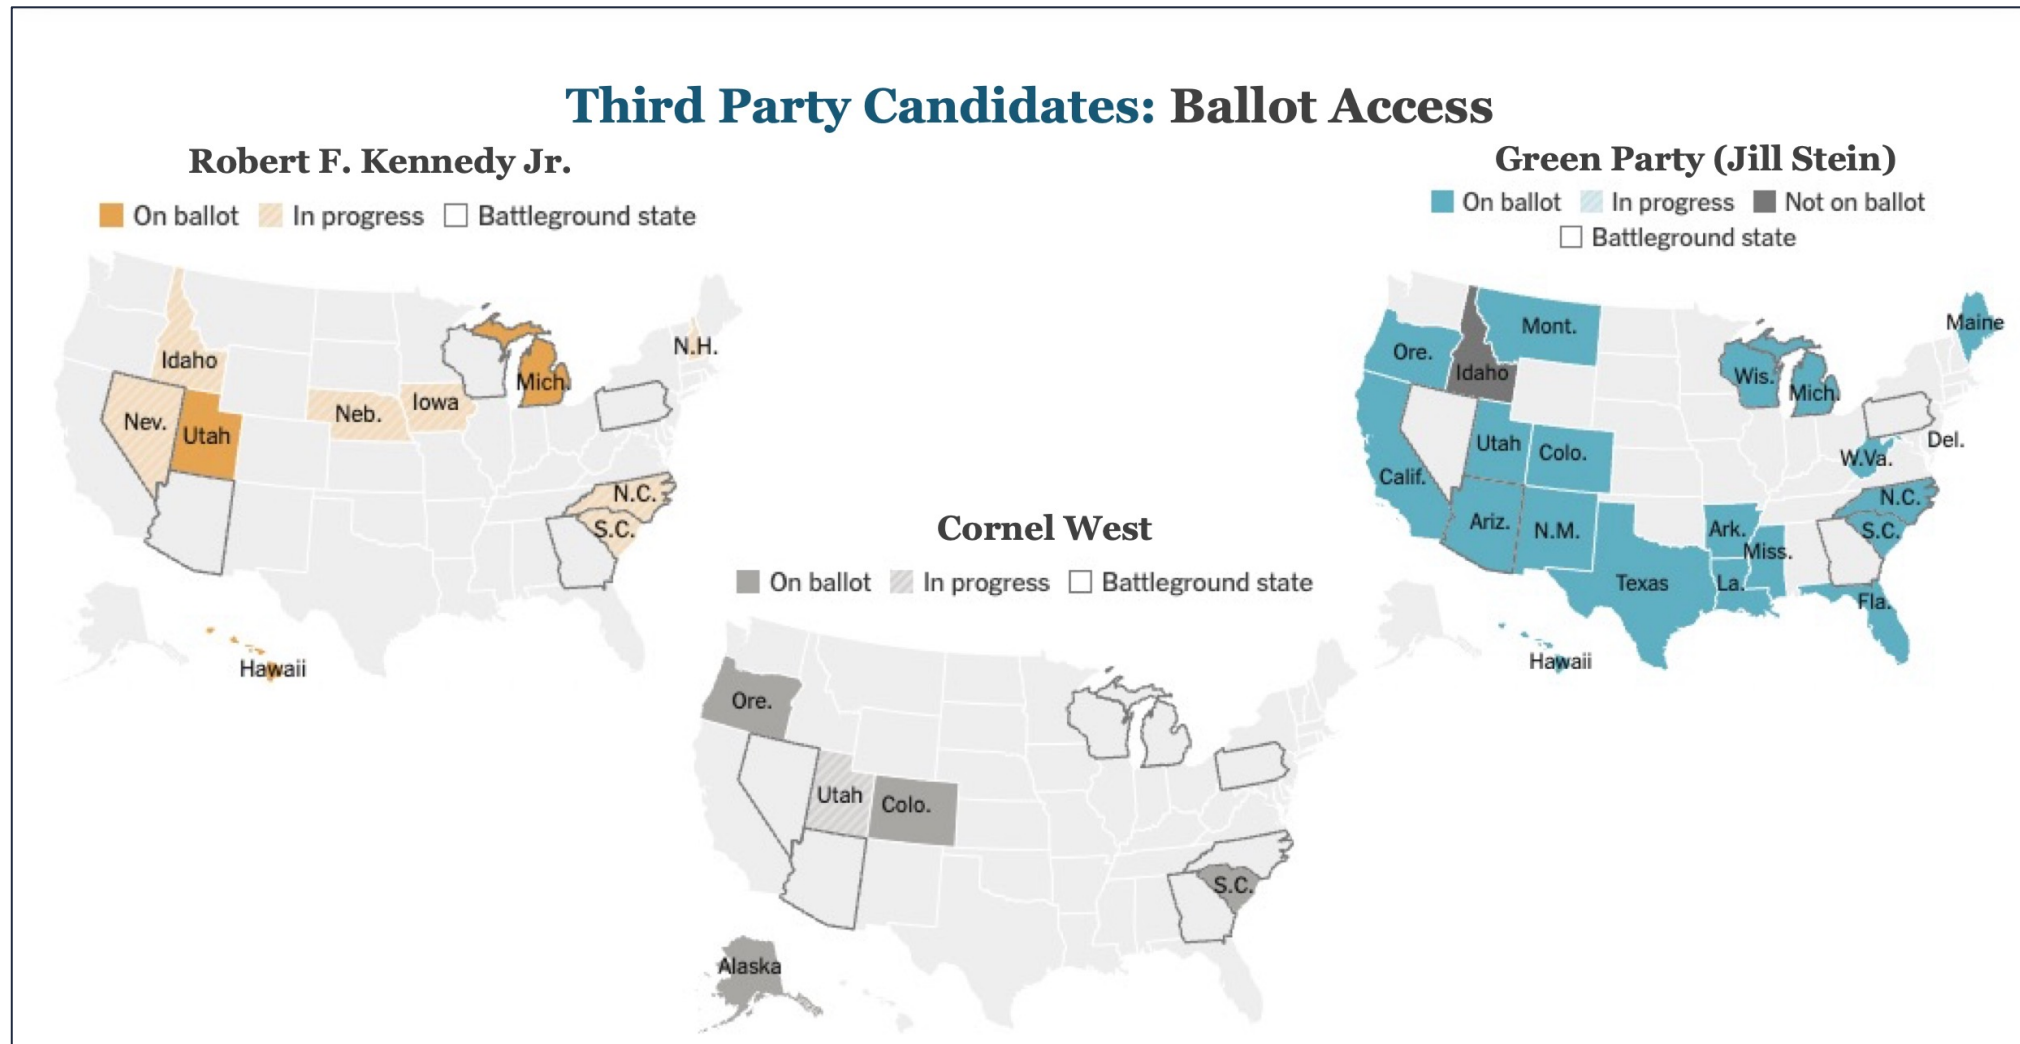 Third Party Candidates: Ballot Access
Robert F. Kennedy Jr.
On ballot In progress Battleground state
N.H.
Idaho
Mich.
Iowa
Neb.
Nev.
Utah
N.C.
S.C.
Hawaii
Green Party (Jill Stein)
On ballot In progress Not on ballot
Battleground state
Maine
Mont.
Ore.
Idaho
Wis.
Mich.
Del.
Utah
Colo.
W.Va.
Calif.
N.C.
Ariz.
N.M.
Ark.
S.C.
Miss.
Texas
La.
Fla.
Hawaii
Cornel West
On ballot In progress Battleground state
Ore.
Utah
Colo.
S.C.
Alaska